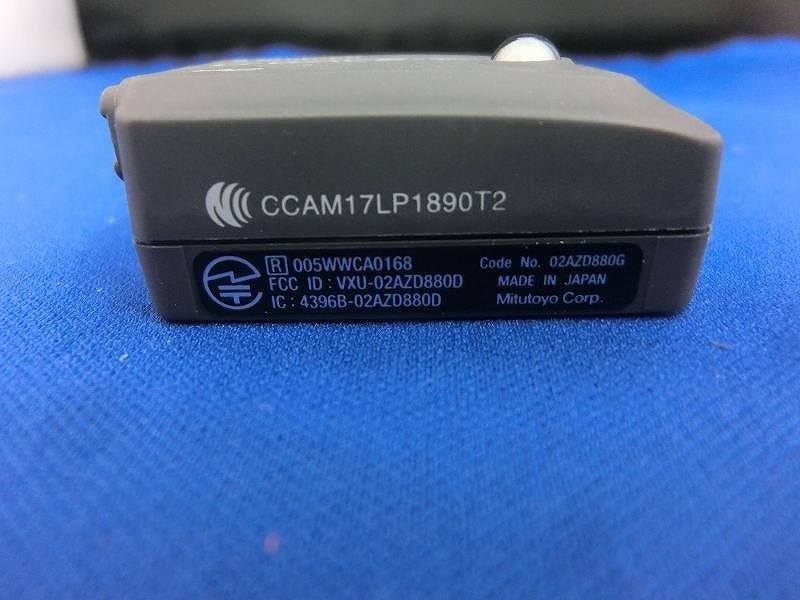 CCAM17LP1890T2
R 005WWCA0168
FCC ID : VXU-02AZD880D
IC : 4396B-02AZD880D
Code No. 02AZD880G
MADE IN JAPAN
Mitutoyo Corp.